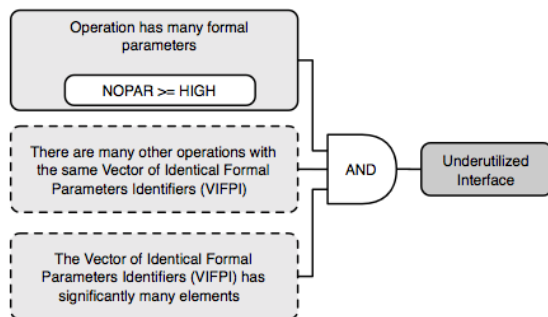 Operation has many formal
parameters
NOPAR >= HIGH
There are many other operations with
the same Vector of Identical Formal
Parameters Identifiers (VIFPI)
AND
Underutilized
Interface
The Vector of Identical Formal
Parameters Identifiers (VIFPI) has
significantly many elements